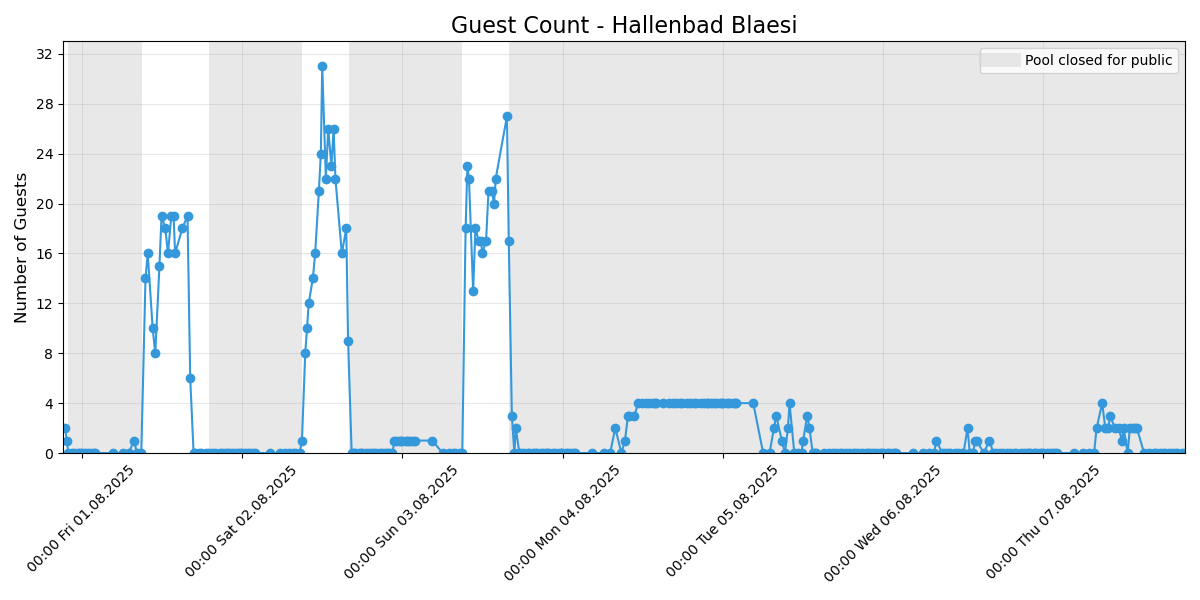 Guest Count - Hallenbad Blaesi
Pool closed for public
Number of Guests
32
28
24
20
16
12
8
4
0
00:00 Fri 01.08.2025
00:00 Sat 02.08.2025
00:00 Sun 03.08.2025
00:00 Mon 04.08.2025
00:00 Tue 05.08.2025
00:00 Wed 06.08.2025
00:00 Thu 07.08.2025